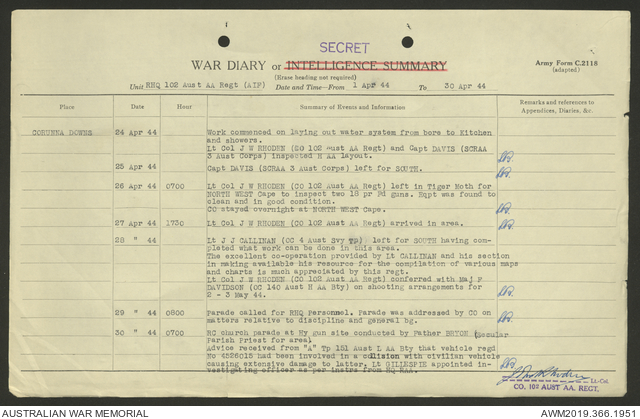 SECRET
WAR DIARY or INTELLIGENCE SUMMARY
Army Form C.2118
(adapted)
(Erase heading not required)
Unit RHQ 102 Aust AA Regt (AIF) Date and Time—From 1 Apr 44 To 30 Apr 44
Place Date Hour Summary of Events and Information Remarks and references to
Appendices, Diaries, &c.
CORUNNA DOWNS 24 Apr 44 Work commenced on laying out water system from bore to Kitchen
and showers.
Lt Col J W RHODEN (CO 102 Aust AA Regt) and Capt DAVIS (SCRAA
3 Aust Corps) inspected H AA layout.
25 Apr 44 Capt DAVIS (SCRAA 3 Aust Corps) left for SOUTH.
26 Apr 44 0700 Lt Col J W RHODEN (CO 102 Aust AA Regt) left in Tiger Moth for
NORTH WEST Cape to inspect two 18 pr Fd guns. Eqpt was found to
clean and in good condition.
CO stayed overnight at NORTH WEST Cape.
27 Apr 44 1730 Lt Col J W RHODEN (CO 102 Aust AA Regt) arrived in area.
28 " 44 Lt J J CALLINAN (OC 4 Aust Svy Tp) left for SOUTH having com-
pleted what work can be done in this area.
The excellent co-operation provided by Lt CALLINAN and his section
in making available his resource for the compilation of various maps
and charts is much appreciated by this regt.
Lt Col J W RHODEN (CO 102 Aust AA Regt) conferred with Maj F
DAVIDSON (OC 140 Aust H AA Bty) on shooting arrangements for
2 - 3 May 44.
29 " 44 0800 Parade called for RHQ Personnel. Parade was addressed by CO on
matters relative to discipline and general bg.
30 " 44 0700 RC church parade at Hy gun site conducted by Father BRYON (Secular
Parish Priest for area)
Advice received from "A" Tp 151 Aust L AA Bty that vehicle regd
No 4526018 had been involved in a collision with civilian vehicle
causing extensive damage to latter. Lt GILLESPIE appointed in-
vestigating officer as per instrs from HQ RAA.
Lt-Col.
CO. 102 AUST AA. REGT.
AUSTRALIAN WAR MEMORIAL
AWM2019.366.1951